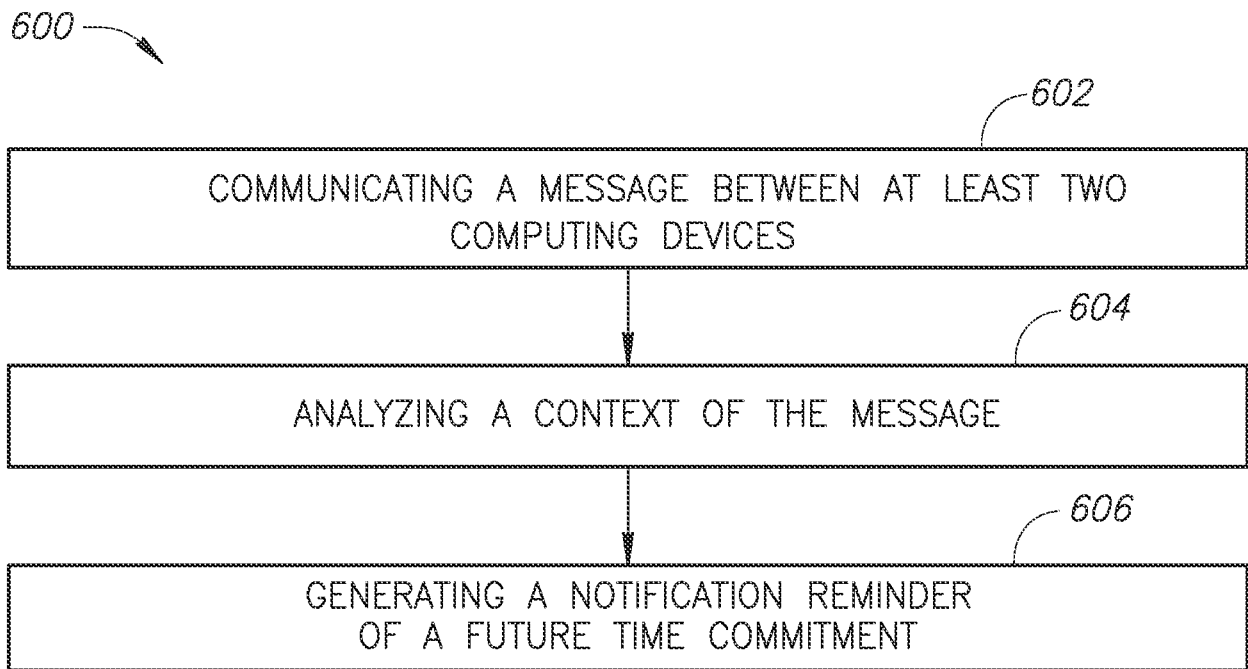 600
602
COMMUNICATING A MESSAGE BETWEEN AT LEAST TWO
COMPUTING DEVICES
604
ANALYZING A CONTEXT OF THE MESSAGE
606
GENERATING A NOTIFICATION REMINDER
OF A FUTURE TIME COMMITMENT